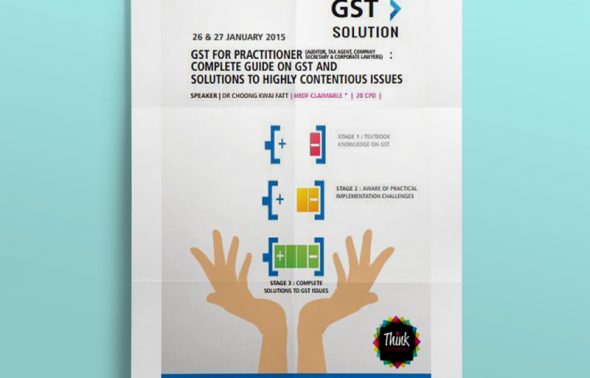 GST
SOLUTION
26 & 27 JANUARY 2015
GST FOR PRACTITIONER (AUDITOR, TAX AGENT, COMPANY SECRETARY & CORPORATE LAWYERS) :
COMPLETE GUIDE ON GST AND
SOLUTIONS TO HIGHLY CONTENTIOUS ISSUES
SPEAKER | DR CHOONG KWAI FATT | HRDF CLAIMABLE * | 20 CPD |
STAGE 1 : TEXTBOOK
KNOWLEDGE ON GST
STAGE 2 : AWARE OF PRACTICAL
IMPLEMENTATION CHALLENGES
STAGE 3 : COMPLETE
SOLUTIONS TO GST ISSUES
Think